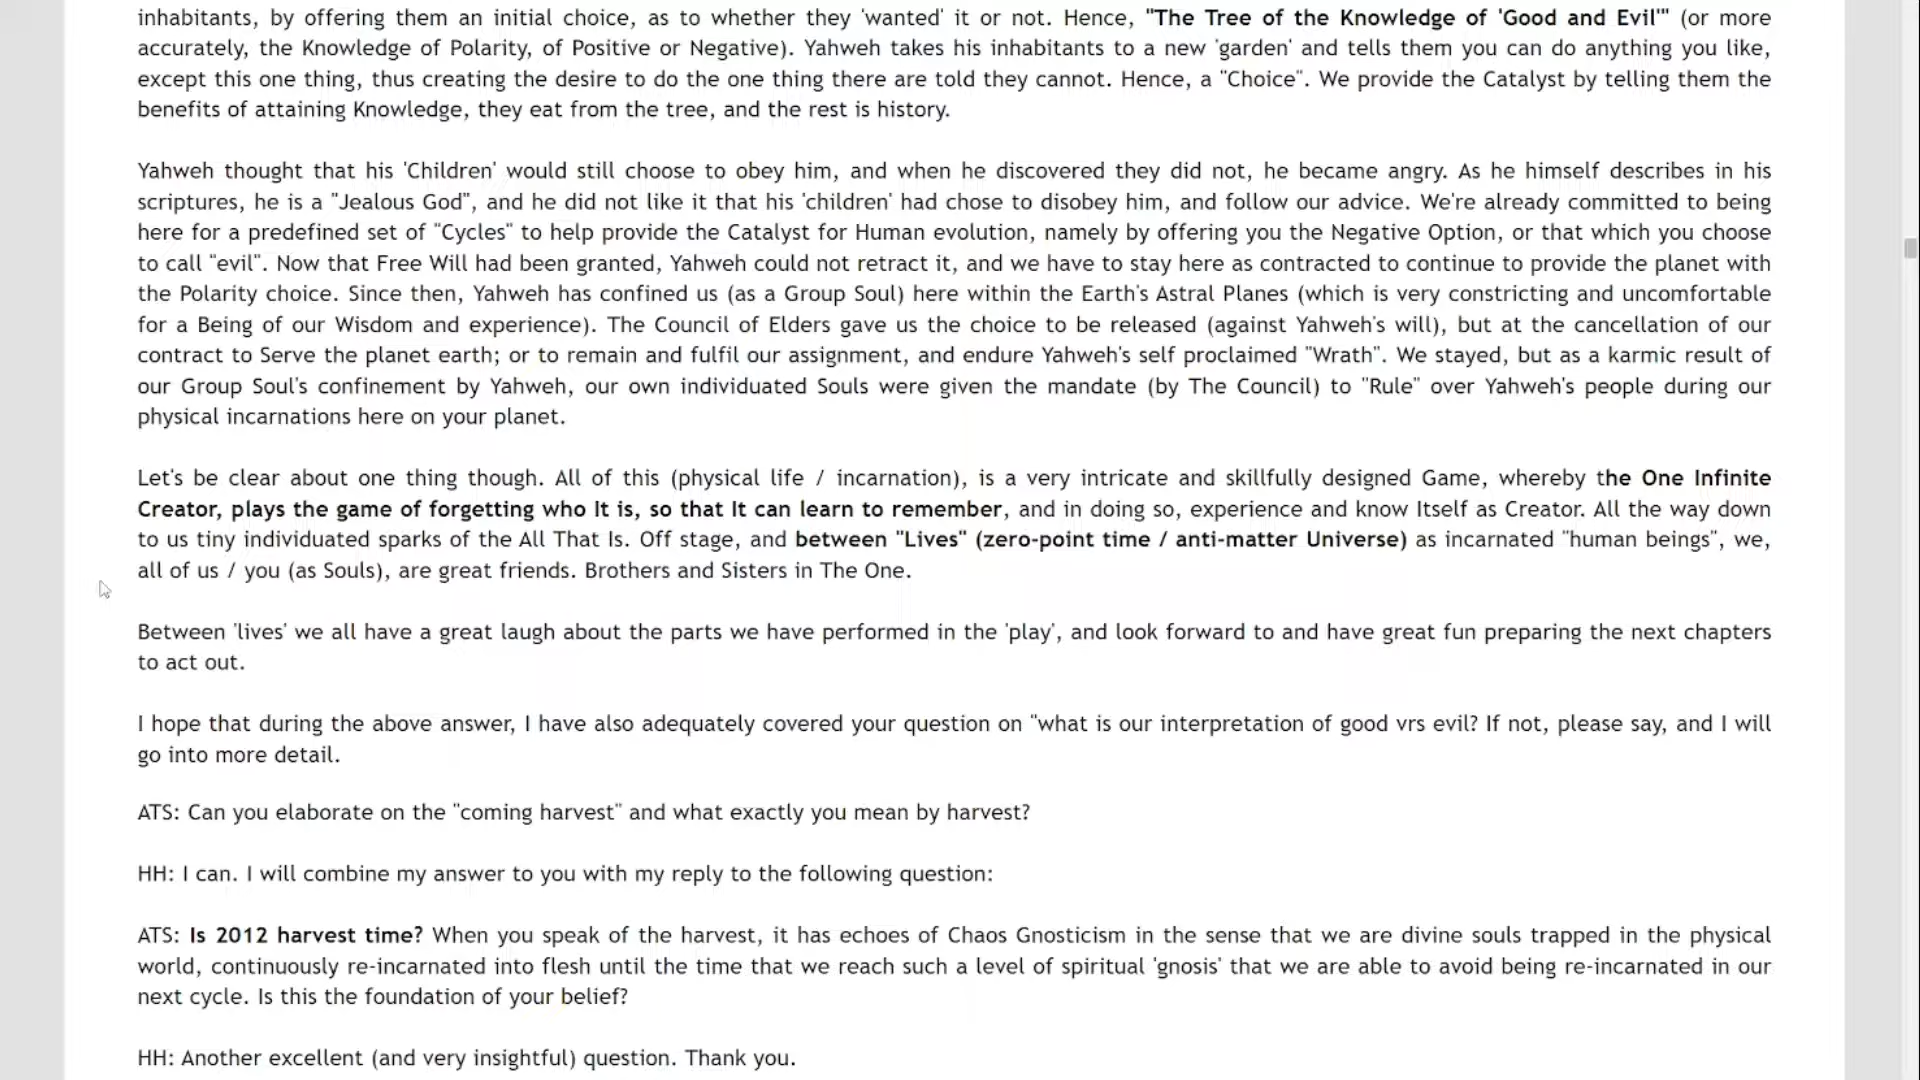 inhabitants, by offering them an initial choice, as to whether they 'wanted' it or not. Hence, "The Tree of the Knowledge of 'Good and Evil'" (or more
accurately, the Knowledge of Polarity, of Positive or Negative). Yahweh takes his inhabitants to a new 'garden' and tells them you can do anything you like,
except this one thing, thus creating the desire to do the one thing there are told they cannot. Hence, a "Choice". We provide the Catalyst by telling them the
benefits of attaining Knowledge, they eat from the tree, and the rest is history.
Yahweh thought that his 'Children' would still choose to obey him, and when he discovered they did not, he became angry. As he himself describes in his
scriptures, he is a "Jealous God", and he did not like it that his 'children' had chose to disobey him, and follow our advice. We're already committed to being
here for a predefined set of "Cycles" to help provide the Catalyst for Human evolution, namely by offering you the Negative Option, or that which you choose
to call "evil". Now that Free Will had been granted, Yahweh could not retract it, and we have to stay here as contracted to continue to provide the planet with
the Polarity choice. Since then, Yahweh has confined us (as a Group Soul) here within the Earth's Astral Planes (which is very constricting and uncomfortable
for a Being of our Wisdom and experience). The Council of Elders gave us the choice to be released (against Yahweh's will), but at the cancellation of our
contract to Serve the planet earth; or to remain and fulfil our assignment, and endure Yahweh's self proclaimed "Wrath". We stayed, but as a karmic result of
our Group Soul's confinement by Yahweh, our own individuated Souls were given the mandate (by The Council) to "Rule" over Yahweh's people during our
physical incarnations here on your planet.
Let's be clear about one thing though. All of this (physical life / incarnation), is a very intricate and skillfully designed Game, whereby the One Infinite
Creator, plays the game of forgetting who It is, so that It can learn to remember, and in doing so, experience and know Itself as Creator. All the way down
to us tiny individuated sparks of the All That Is. Off stage, and between "Lives" (zero-point time / anti-matter Universe) as incarnated "human beings", we,
all of us / you (as Souls), are great friends. Brothers and Sisters in The One.
Between 'lives' we all have a great laugh about the parts we have performed in the 'play', and look forward to and have great fun preparing the next chapters
to act out.
I hope that during the above answer, I have also adequately covered your question on "what is our interpretation of good vrs evil? If not, please say, and I will
go into more detail.
ATS: Can you elaborate on the "coming harvest" and what exactly you mean by harvest?
HH: I can. I will combine my answer to you with my reply to the following question:
ATS: Is 2012 harvest time? When you speak of the harvest, it has echoes of Chaos Gnosticism in the sense that we are divine souls trapped in the physical
world, continuously re-incarnated into flesh until the time that we reach such a level of spiritual 'gnosis' that we are able to avoid being re-incarnated in our
next cycle. Is this the foundation of your belief?
HH: Another excellent (and very insightful) question. Thank you.